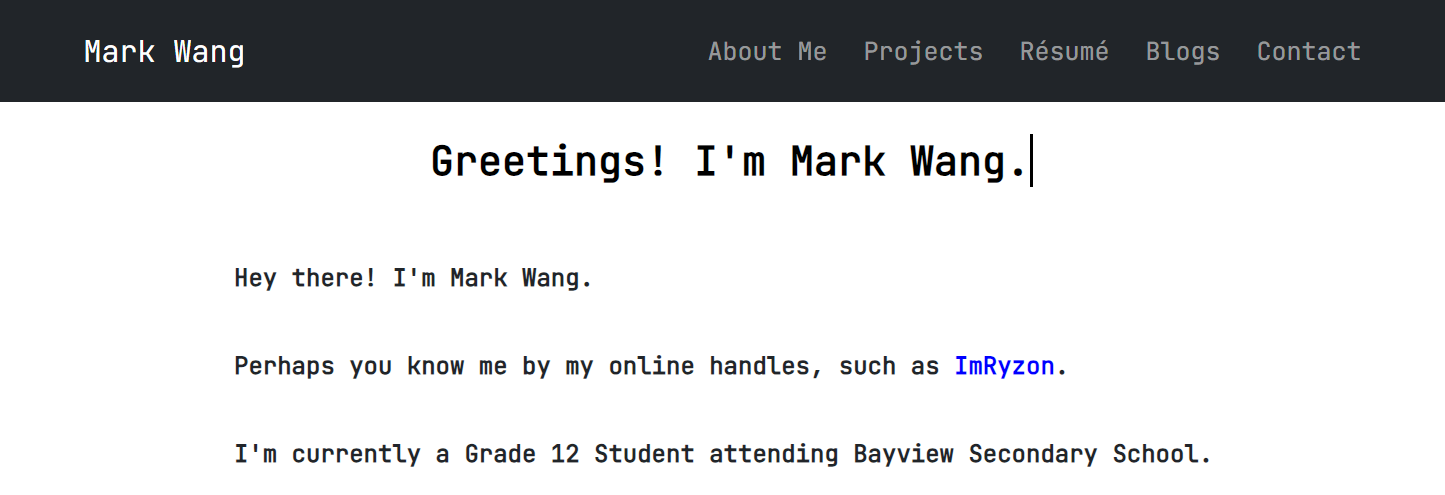 Mark Wang About Me Projects Résumé Blogs Contact
Greetings! I'm Mark Wang.
Hey there! I'm Mark Wang.
Perhaps you know me by my online handles, such as ImRyzon.
I'm currently a Grade 12 Student attending Bayview Secondary School.